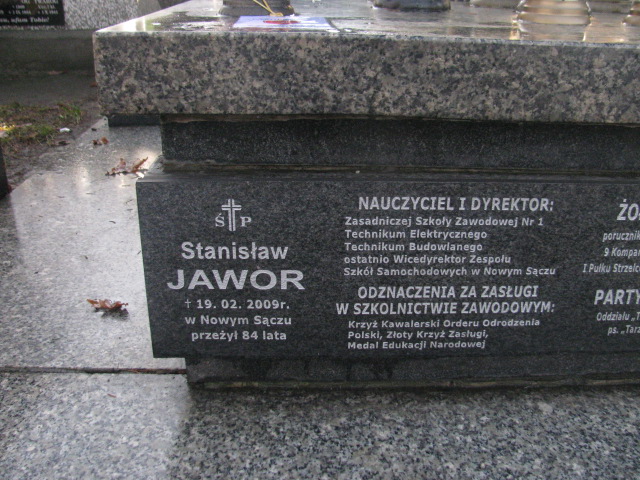 Ś P
Stanisław
JAWOR
† 19. 02. 2009r.
w Nowym Sączu
przeżył 84 lata
NAUCZYCIEL I DYREKTOR:
Zasadniczej Szkoły Zawodowej Nr 1
Technikum Elektrycznego
Technikum Budowlanego
ostatnio Wicedyrektor Zespołu
Szkół Samochodowych w Nowym Sączu
ODZNACZENIA ZA ZASŁUGI
W SZKOLNICTWIE ZAWODOWYM:
Krzyż Kawalerski Orderu Odrodzenia
Polski, Złoty Krzyż Zasługi,
Medal Edukacji Narodowej
ŻO
porucznik
9 Kompa
I Pułku Strzelc
PARTY
Oddziału „T
ps. „Tarz